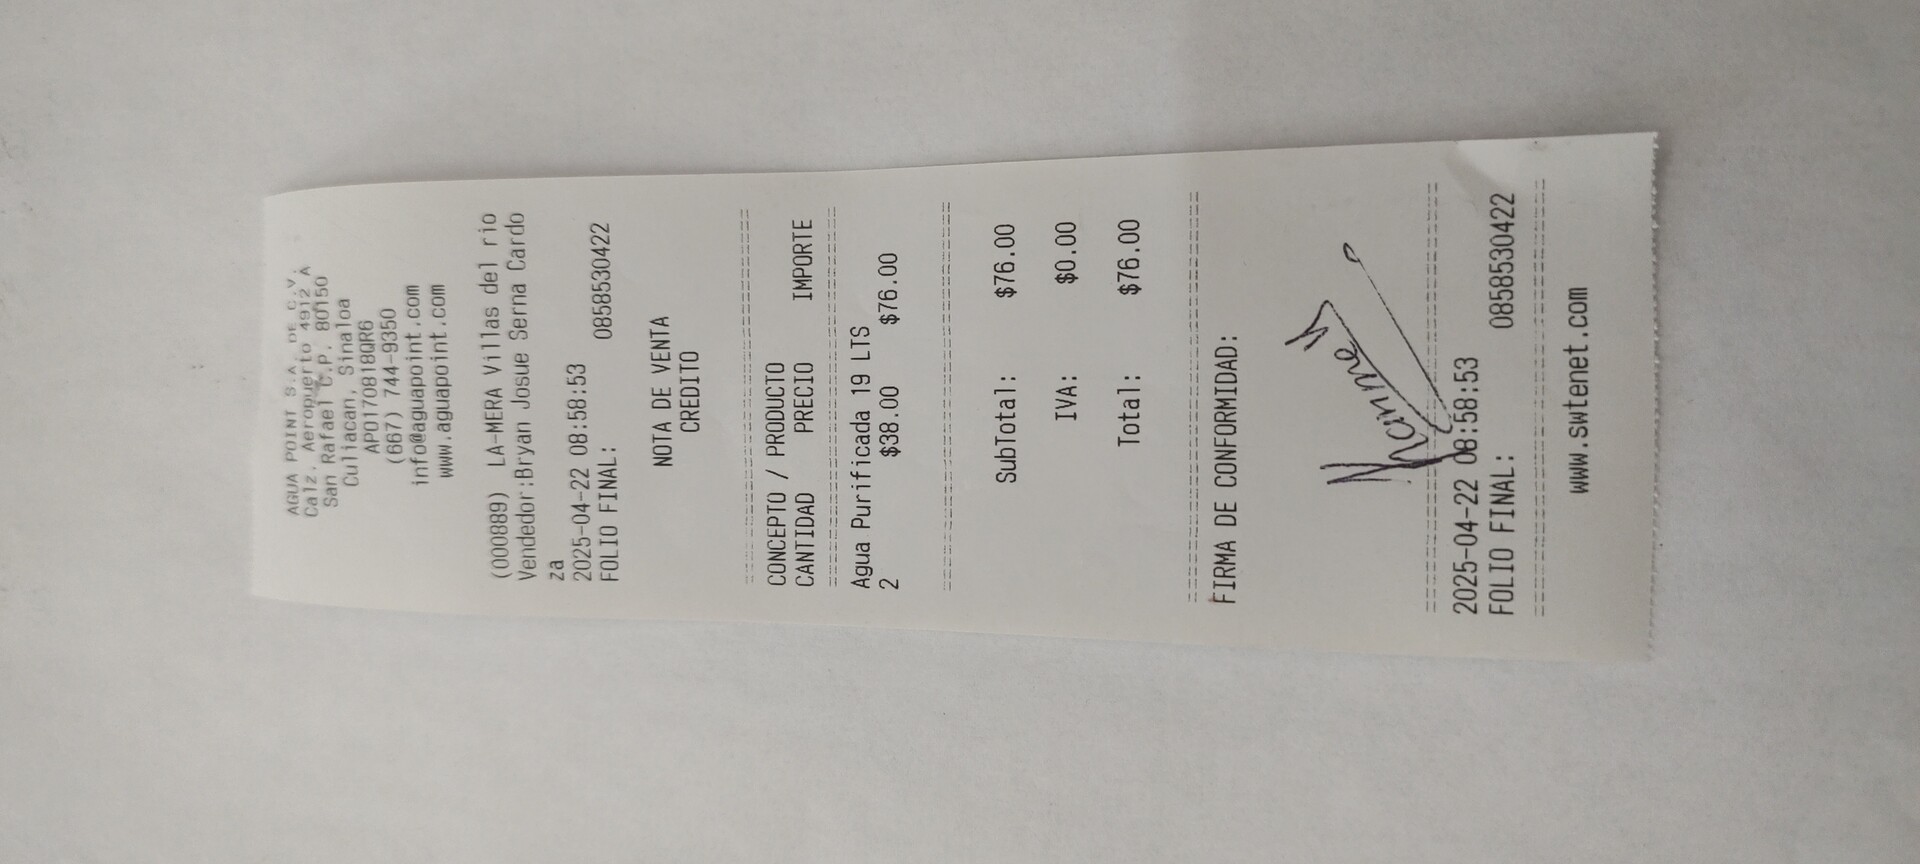 AGUA POINT S.A. DE C.V.
Calz. Aeropuerto 4912 A
San Rafael C.P. 80150
Culiacan, Sinaloa
APO170818QR6
(667) 744-9350
info@aguapoint.com
www.aguapoint.com
(000889) LA-MERA Villas del rio
Vendedor:Bryan Josue Serna Cardo
za
2025-04-22 08:58:53
FOLIO FINAL: 0858530422
NOTA DE VENTA
CREDITO
CONCEPTO / PRODUCTO
CANTIDAD PRECIO IMPORTE
Agua Purificada 19 LTS
2 $38.00 $76.00
SubTotal: $76.00
IVA: $0.00
Total: $76.00
FIRMA DE CONFORMIDAD:
2025-04-22 08:58:53
FOLIO FINAL: 0858530422
www.swtenet.com